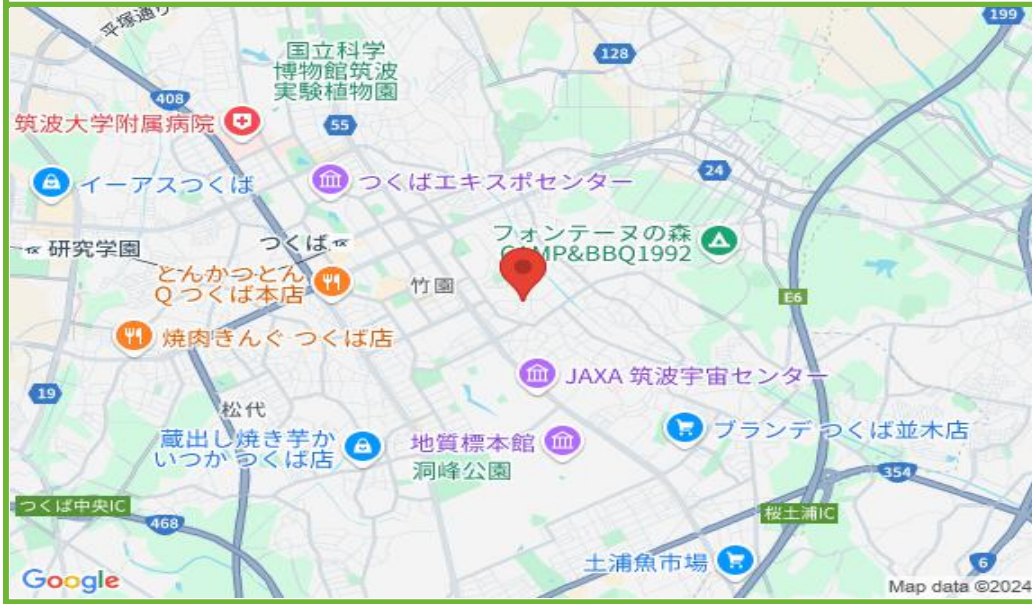 平塚通り
199
国立科学
博物館筑波
実験植物園
128
408
筑波大学附属病院
55
24
イーアスつくば
つくばエキスポセンター
つくば
フォンテーヌの森
CAMP&BBQ1992
研究学園
とんかつとん
Q つくば本店
竹園
E6
焼肉きんぐ つくば店
JAXA 筑波宇宙センター
19
松代
蔵出し焼き芋か
いつか つくば店
地質標本館
洞峰公園
ブランデ つくば並木店
354
つくば中央IC
468
桜土浦IC
土浦魚市場
6
Google
Map data ©2024